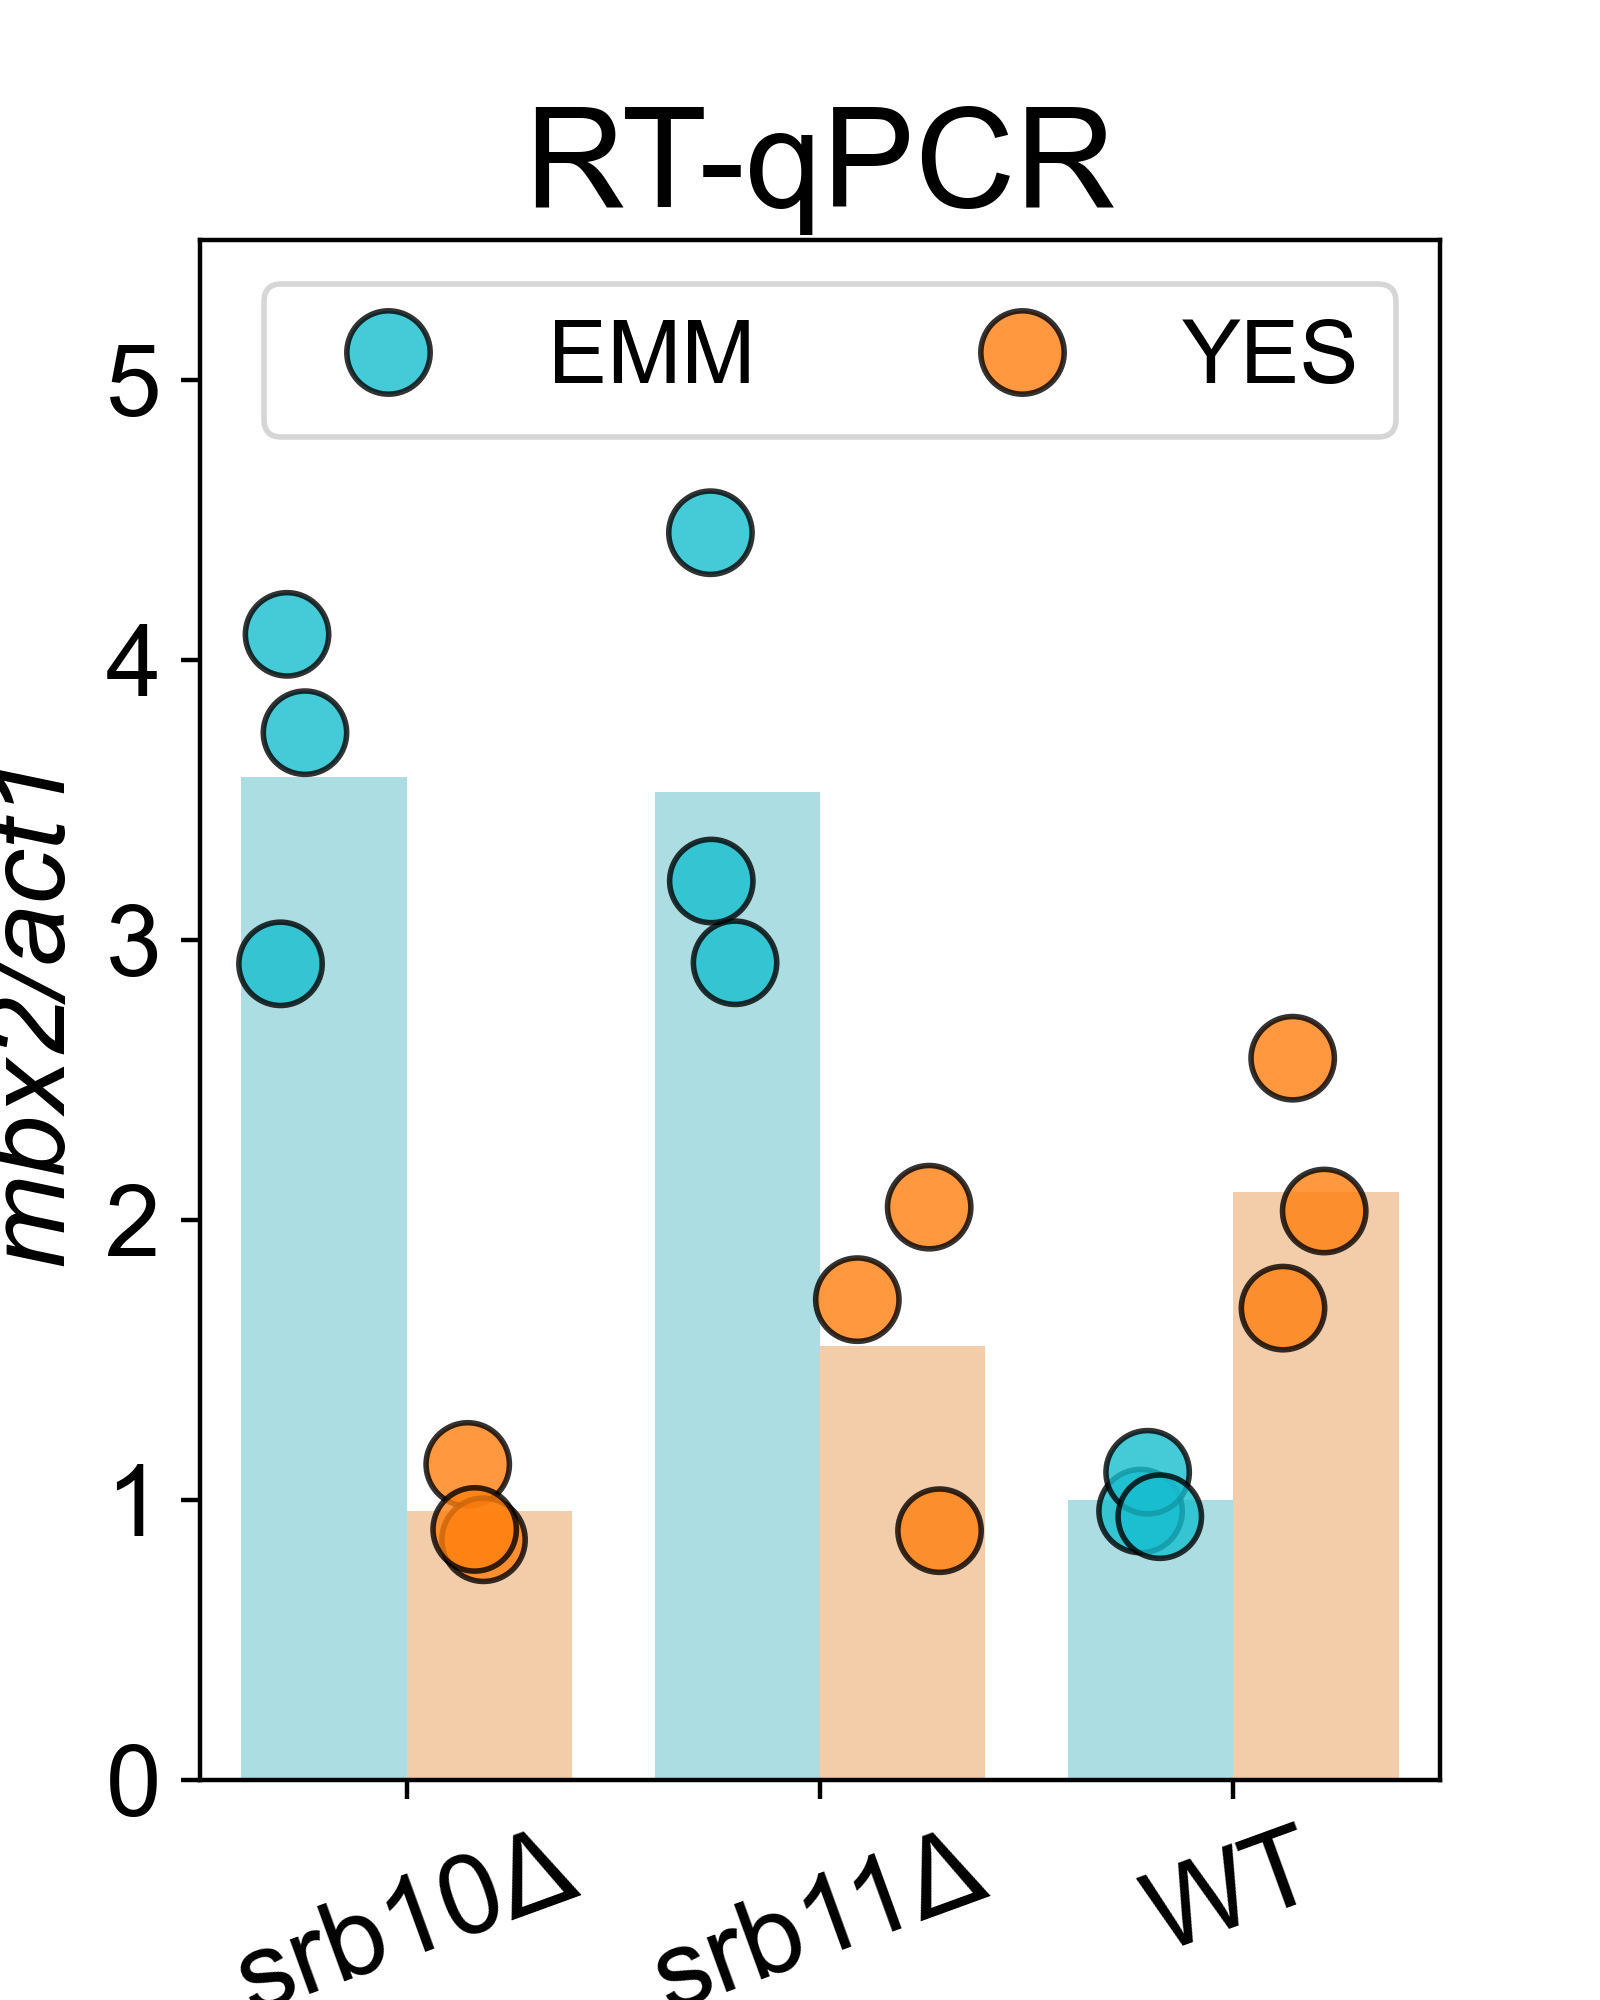 RT-qPCR
EMM
YES
5
4
3
2
1
0
mbx2/act1
srb10Δ
srb11Δ
WT